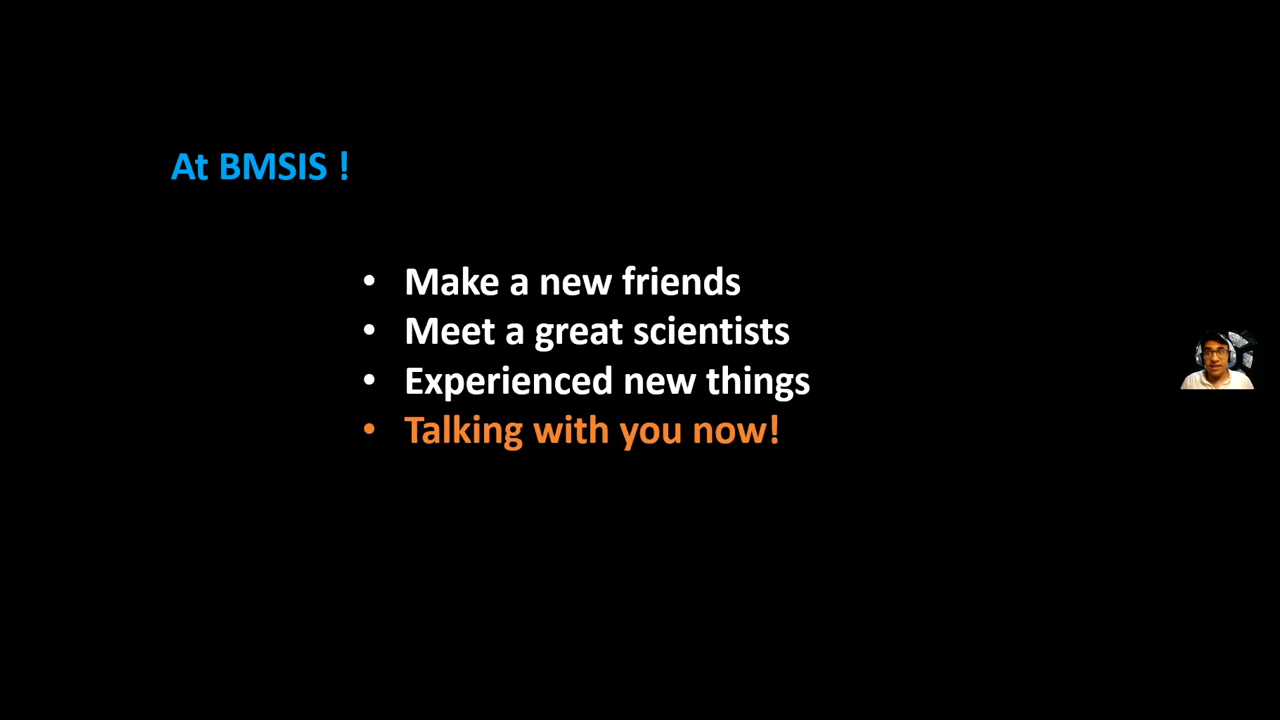 At BMSIS !
• Make a new friends
• Meet a great scientists
• Experienced new things
• Talking with you now!